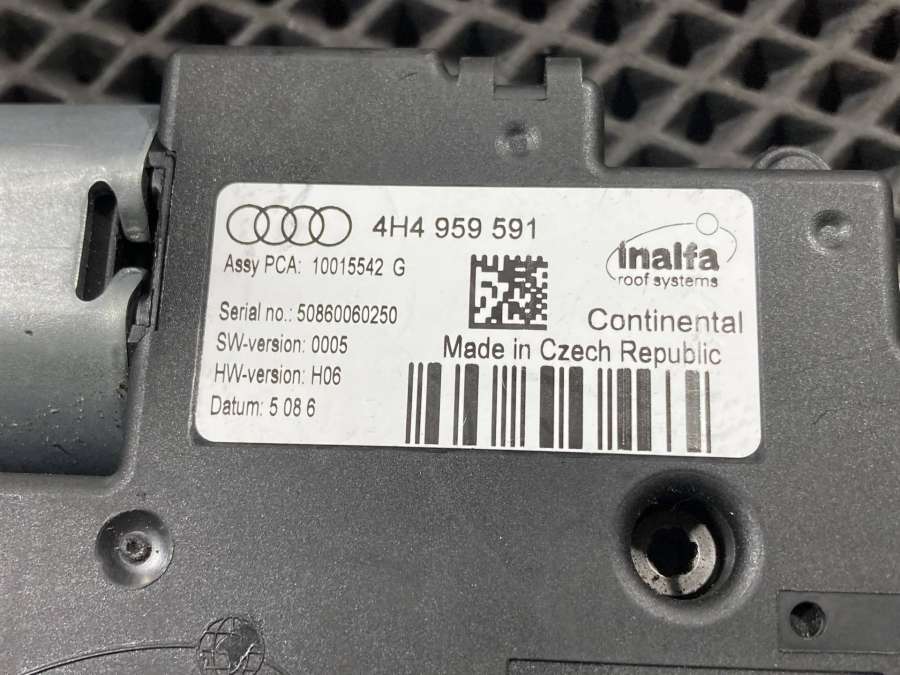 4H4 959 591
Assy PCA: 10015542 G
inalfa
roof systems
Serial no.: 50860060250
Continental
SW-version: 0005
Made in Czech Republic
HW-version: H06
Datum: 5 08 6